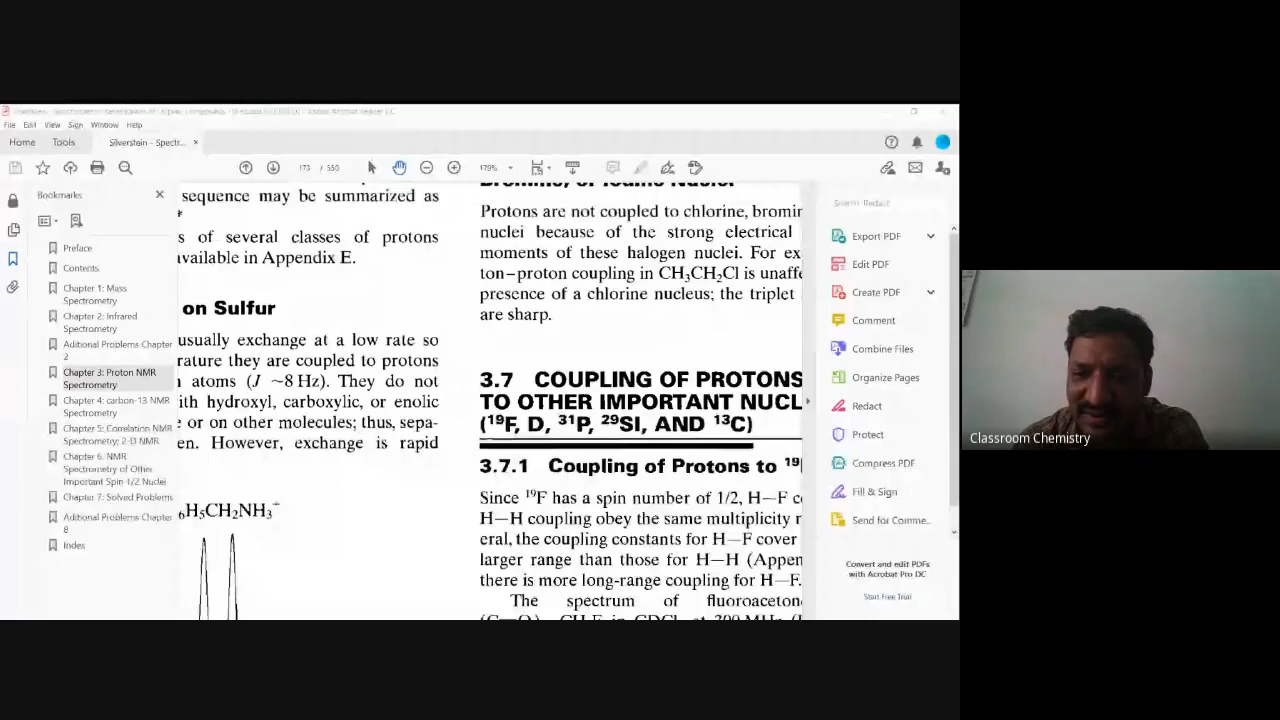 File Edit View Sign Window Help
Home Tools Silverstein - Spectr... ×
173 / 550 179%
Bookmarks
Preface
Contents
Chapter 1: Mass
Spectrometry
Chapter 2: Infrared
Spectrometry
Aditional Problems Chapter
2
Chapter 3: Proton NMR
Spectrometry
Chapter 4: carbon-13 NMR
Spectrometry
Chapter 5: Correlation NMR
Spectrometry; 2-D NMR
Chapter 6. NMR
Spectrometry of Other
Important Spin 1/2 Nuclei
Chapter 7: Solved Problems
Aditional Problems Chapter
8
Index
sequence may be summarized as
s of several classes of protons
available in Appendix E.
on Sulfur
usually exchange at a low rate so
rature they are coupled to protons
atoms (J ~8 Hz). They do not
ith hydroxyl, carboxylic, or enolic
e or on other molecules; thus, sepa-
en. However, exchange is rapid
₆H₅CH₂NH₃⁺
Bromine, or Iodine Nuclei
Protons are not coupled to chlorine, bromin
nuclei because of the strong electrical
moments of these halogen nuclei. For ex
ton–proton coupling in CH₃CH₂Cl is unaffe
presence of a chlorine nucleus; the triplet
are sharp.
3.7 COUPLING OF PROTONS
TO OTHER IMPORTANT NUCL
(¹⁹F, D, ³¹P, ²⁹SI, AND ¹³C)
3.7.1 Coupling of Protons to ¹⁹
Since ¹⁹F has a spin number of 1/2, H—F c
H—H coupling obey the same multiplicity
eral, the coupling constants for H—F cover
larger range than those for H—H (Appen
there is more long-range coupling for H—F.
The spectrum of fluoroaceton
Search 'Redact'
Export PDF
Edit PDF
Create PDF
Comment
Combine Files
Organize Pages
Redact
Protect
Compress PDF
Fill & Sign
Send for Comme...
Convert and edit PDFs
with Acrobat Pro DC
Start Free Trial
Classroom Chemistry